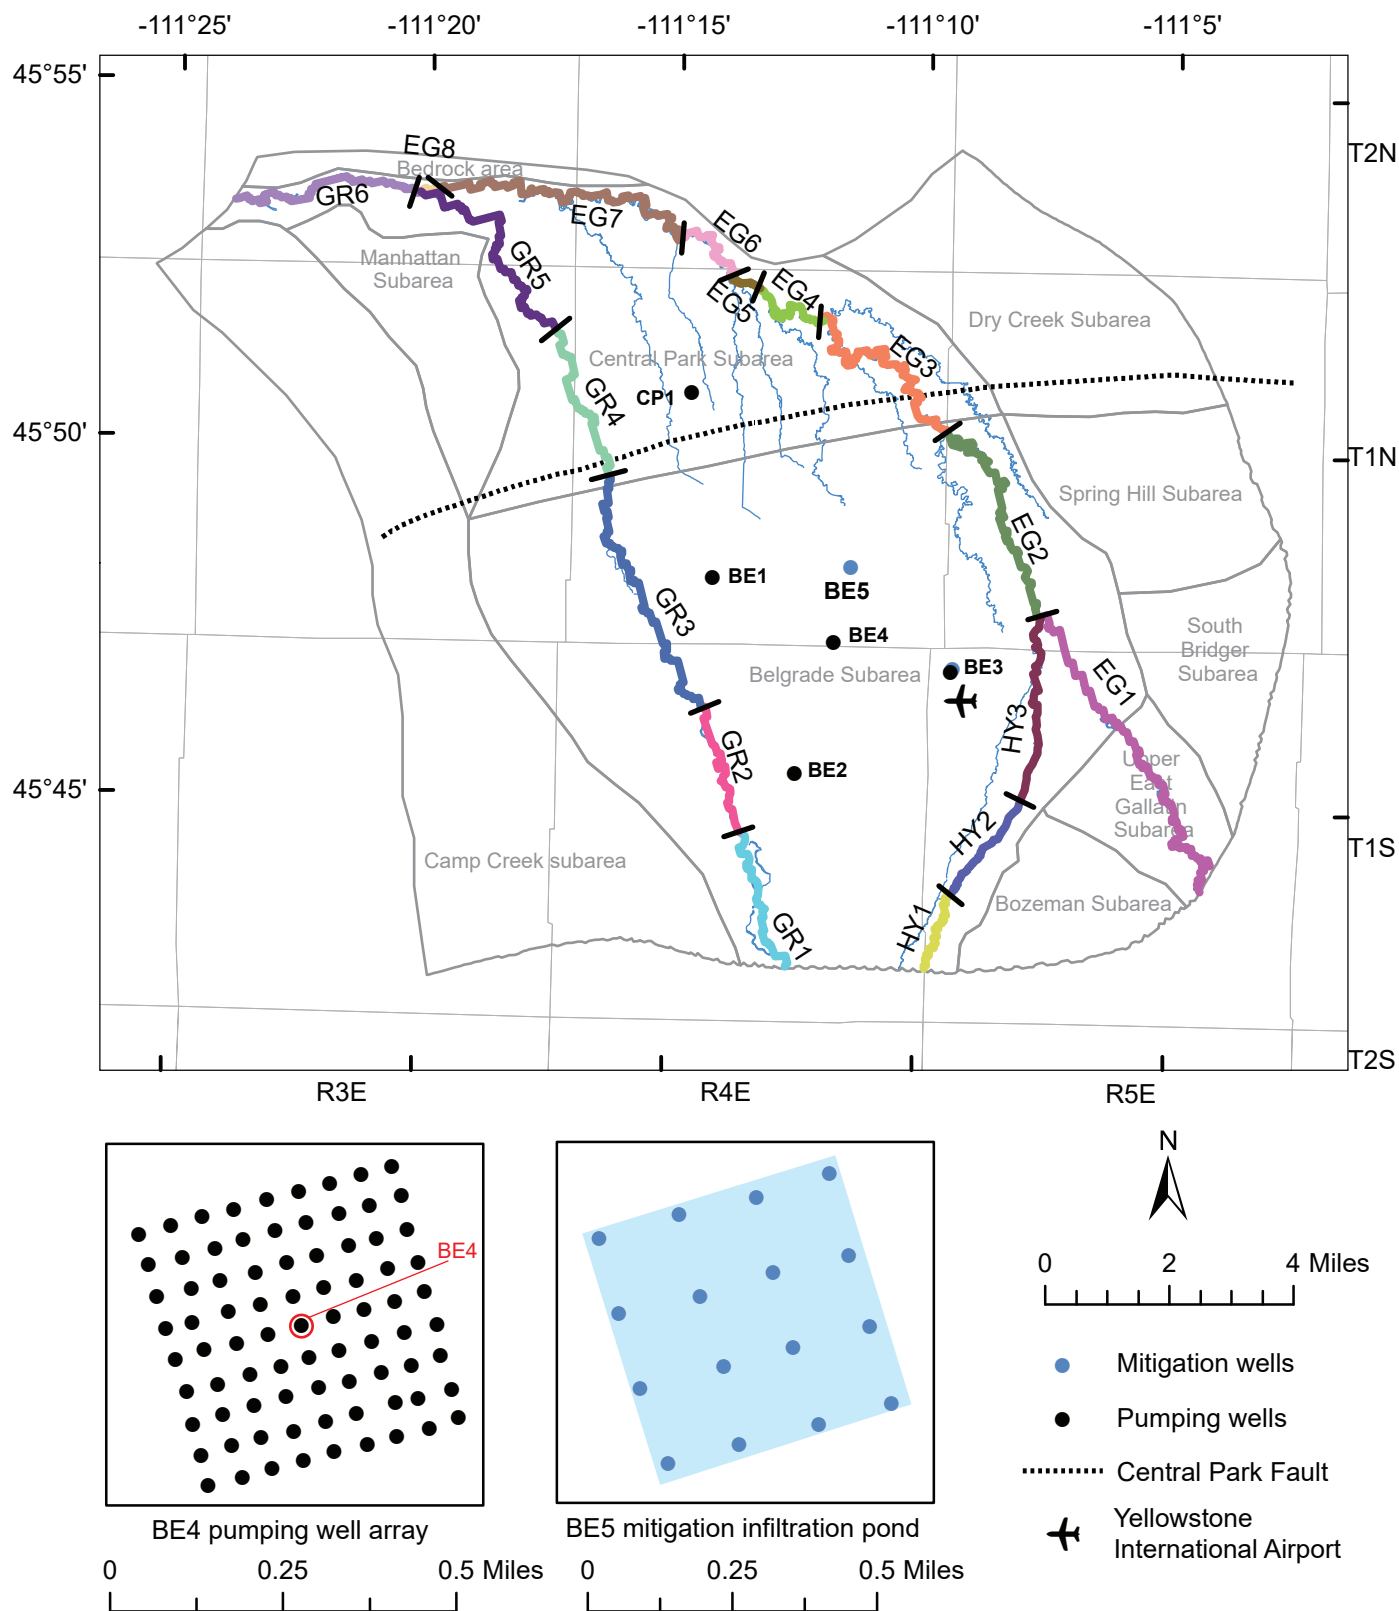 -111°25'
-111°20'
-111°15'
-111°10'
-111°5'
45°55'
T2N
EG8
Bedrock area
GR6
EG7
EG6
Manhattan
Subarea
GR5
EG5
EG4
Dry Creek Subarea
Central Park Subarea
EG3
CP1
GR4
45°50'
T1N
Spring Hill Subarea
EG2
BE1
BE5
GR3
BE4
South
Bridger
Subarea
BE3
Belgrade Subarea
EG1
HY3
GR2
BE2
Upper
East
Gallatin
Subarea
45°45'
HY2
T1S
Camp Creek subarea
Bozeman Subarea
HY1
GR1
T2S
R3E
R4E
R5E
N
BE4
0
2
4 Miles
Mitigation wells
Pumping wells
Central Park Fault
Yellowstone
International Airport
BE4 pumping well array
0
0.25
0.5 Miles
BE5 mitigation infiltration pond
0
0.25
0.5 Miles